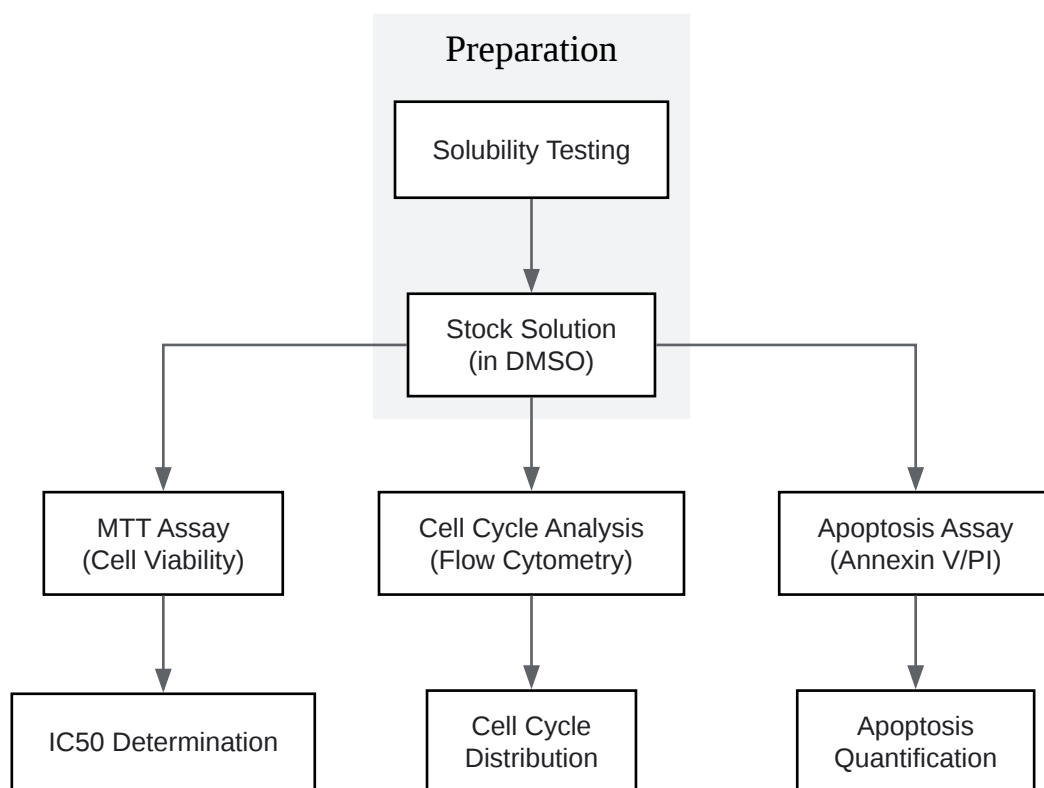 Preparation
Solubility Testing
Stock Solution
(in DMSO)
MTT Assay
(Cell Viability)
Cell Cycle Analysis
(Flow Cytometry)
Apoptosis Assay
(Annexin V/PI)
IC50 Determination
Cell Cycle
Distribution
Apoptosis
Quantification